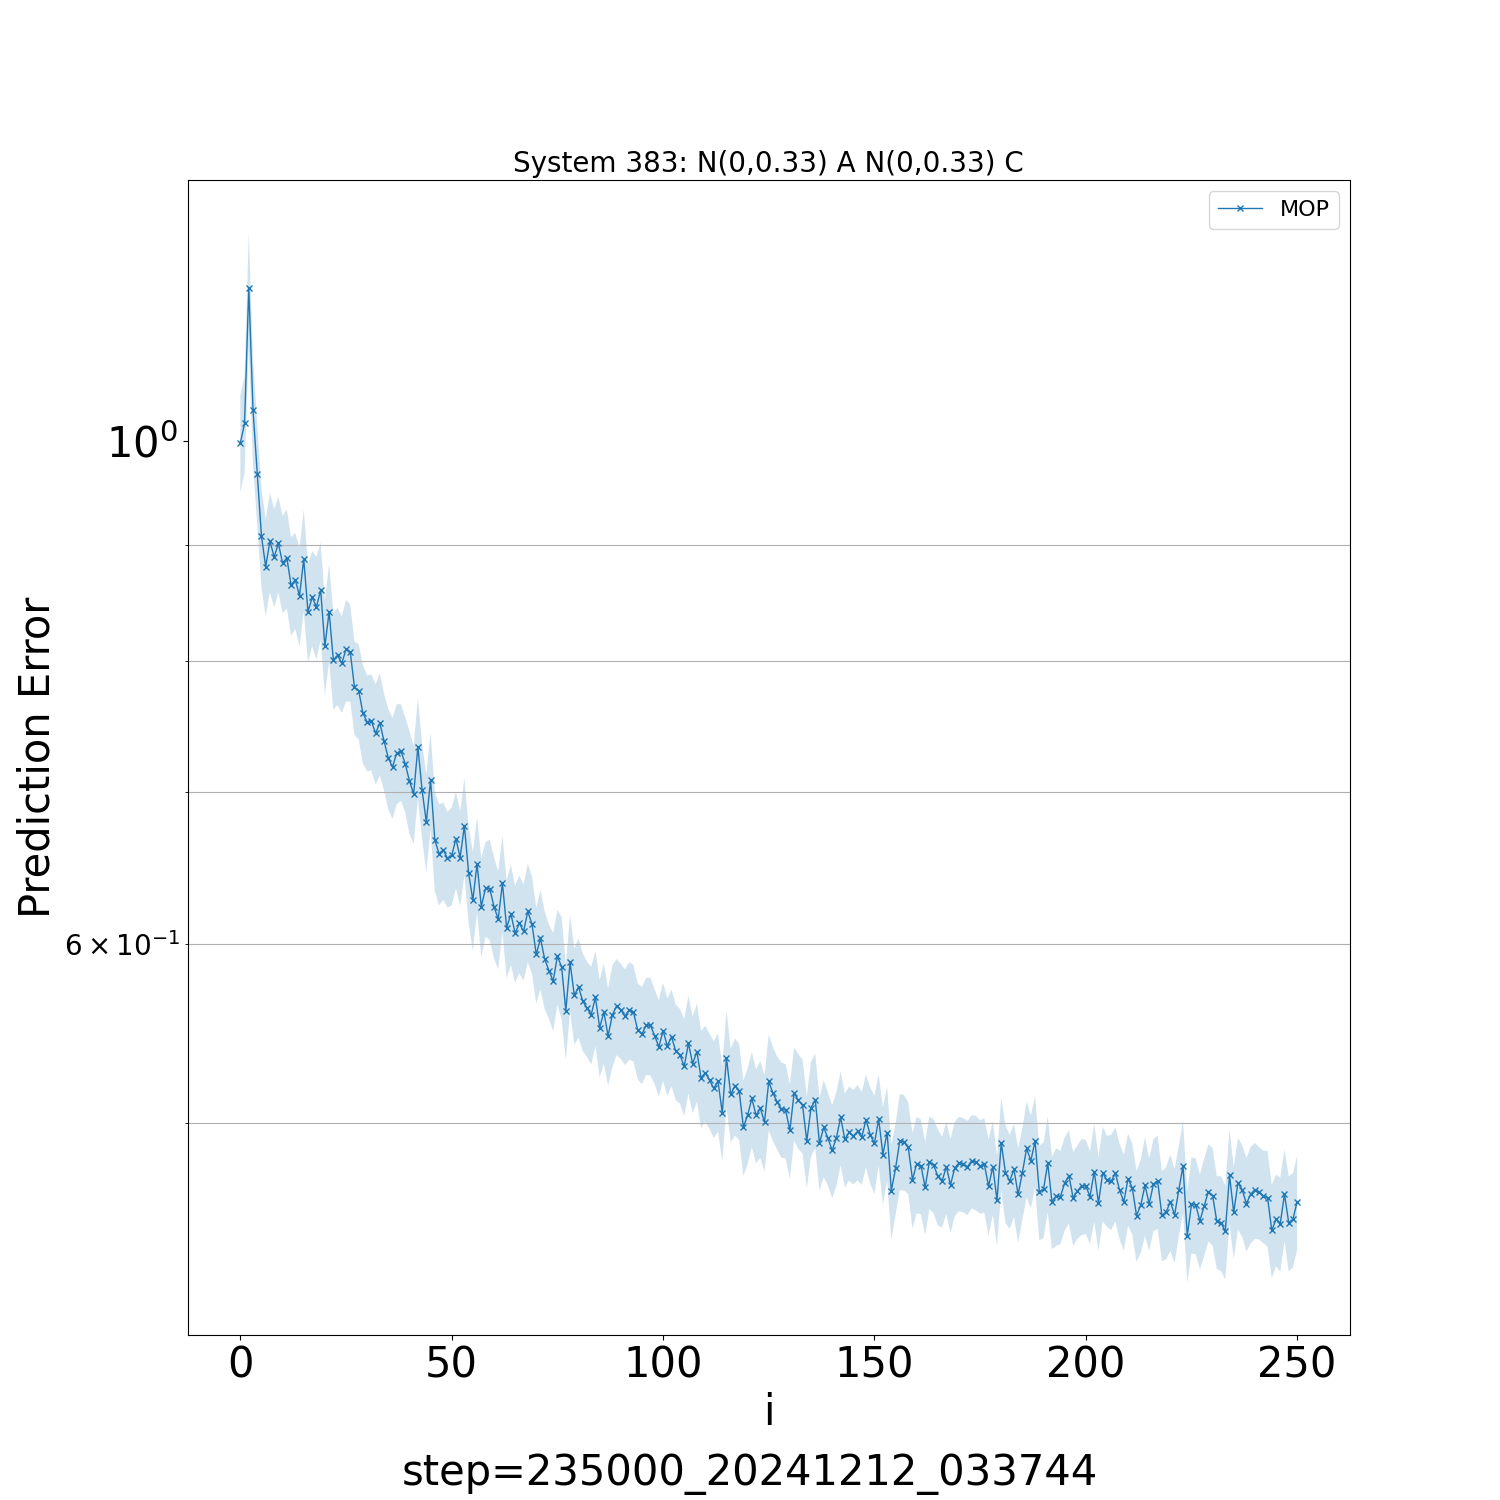 System 383: N(0,0.33) A N(0,0.33) C
MOP
10⁰
6 × 10⁻¹
Prediction Error
0 50 100 150 200 250
i
step=235000_20241212_033744